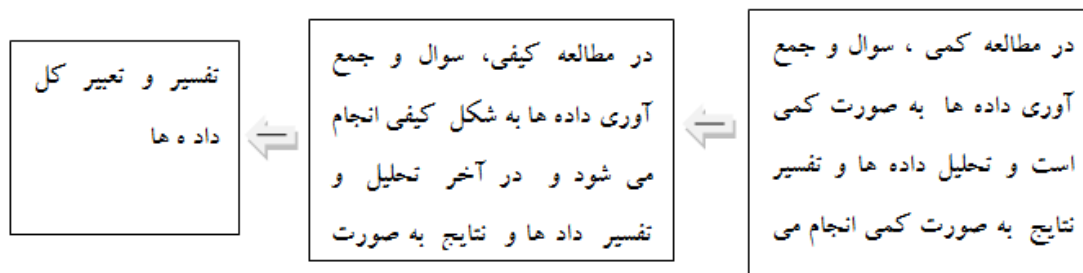 در مطالعه کمی ، سوال و جمع
آوری داده ها به صورت کمی
است و تحلیل داده ها و تفسیر
نتایج به صورت کمی انجام می
در مطالعه کیفی، سوال و جمع
آوری داده ها به شکل کیفی انجام
می شود و در آخر تحلیل و
تفسیر داد ها و نتایج به صورت
تفسیر و تعبیر کل
داد ه ها